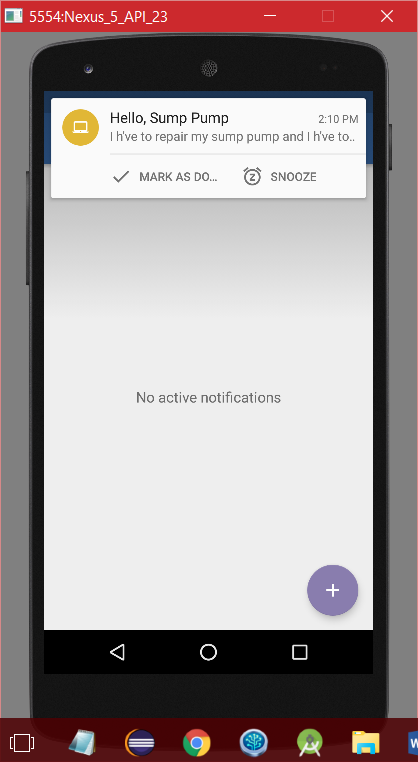 5554:Nexus_5_API_23
Hello, Sump Pump 2:10 PM
I h've to repair my sump pump and I h've to..
MARK AS DO... SNOOZE
No active notifications